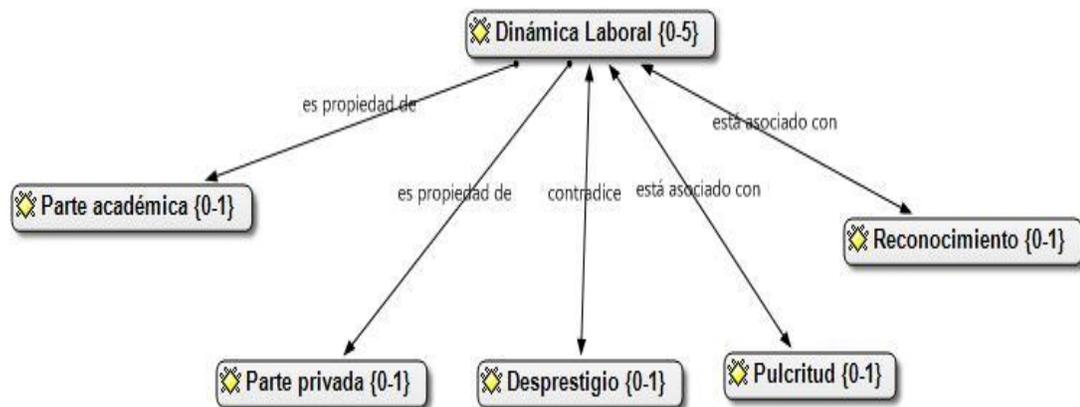 Dinámica Laboral {0-5}
es propiedad de
está asociado con
Parte académica {0-1}
es propiedad de
contradice
está asociado con
Reconocimiento {0-1}
Parte privada {0-1}
Desprestigio {0-1}
Pulcritud {0-1}